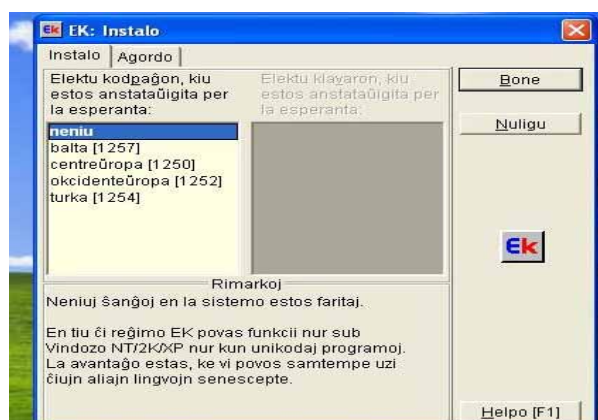 EK: Instalo
Instalo Agordo
Elektu kodpaĝon, kiu
estos anstataŭigita per
la esperanta:
Elektu klavaron, kiu
estos anstataŭigita per
la esperanta:
neniu
balta [1257]
centreŭropa [1250]
okcidenteŭropa [1252]
turka [1254]
Bone
Nuligu
Ek
Rimarkoj
Neniuj ŝanĝoj en la sistemo estos faritaj.
En tiu ĉi reĝimo EK povas funkcii nur sub
Vindozo NT/2K/XP nur kun unikodaj programoj.
La avantaĝo estas, ke vi povos samtempe uzi
ĉiujn aliajn lingvojn senescepte.
Helpo [F1]